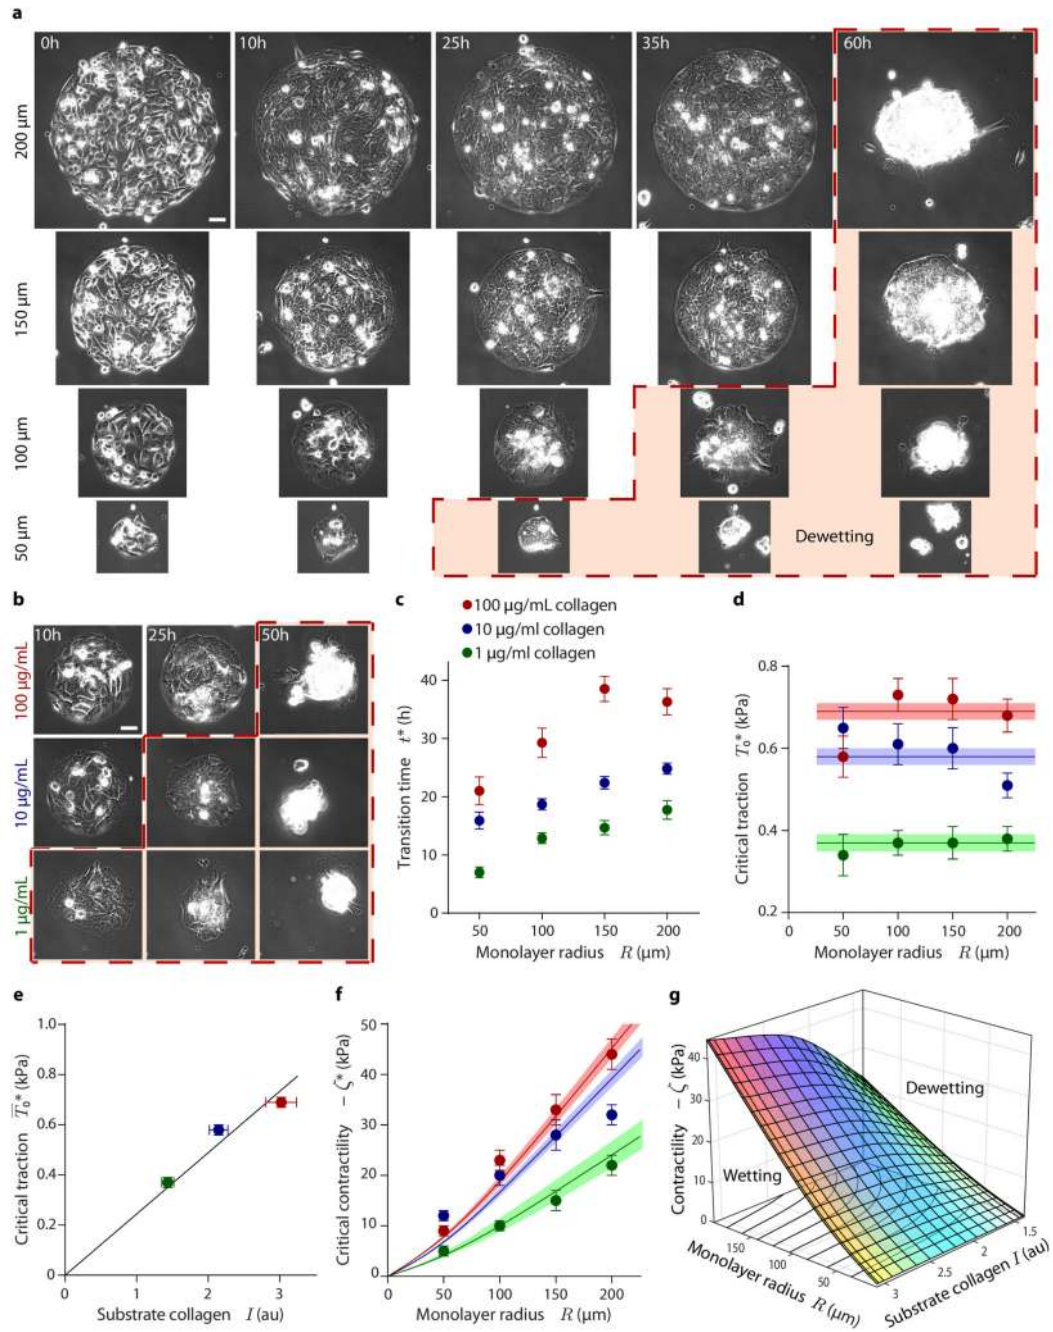 a
0h 10h 25h 35h 60h
200 µm
150 µm
100 µm
50 µm
Dewetting
b
10h 25h 50h
100 µg/mL
10 µg/mL
1 µg/mL
c
100 µg/mL collagen
10 µg/ml collagen
1 µg/ml collagen
Transition time t* (h)
40
30
20
10
0
50 100 150 200
Monolayer radius R (µm)
d
Critical traction T₀* (kPa)
0.8
0.6
0.4
0.2
0 50 100 150 200
Monolayer radius R (µm)
e
Critical traction T̅₀* (kPa)
1.0
0.8
0.6
0.4
0.2
0
0 1 2 3
Substrate collagen I (au)
f
Critical contractility − ζ* (kPa)
50
40
30
20
10
0
0 50 100 150 200
Monolayer radius R (µm)
g
Contractility − ζ (kPa)
40
30
20
10
0
Dewetting
Wetting
150 100 50
Monolayer radius R (µm)
3 2.5 2 1.5
Substrate collagen I (au)